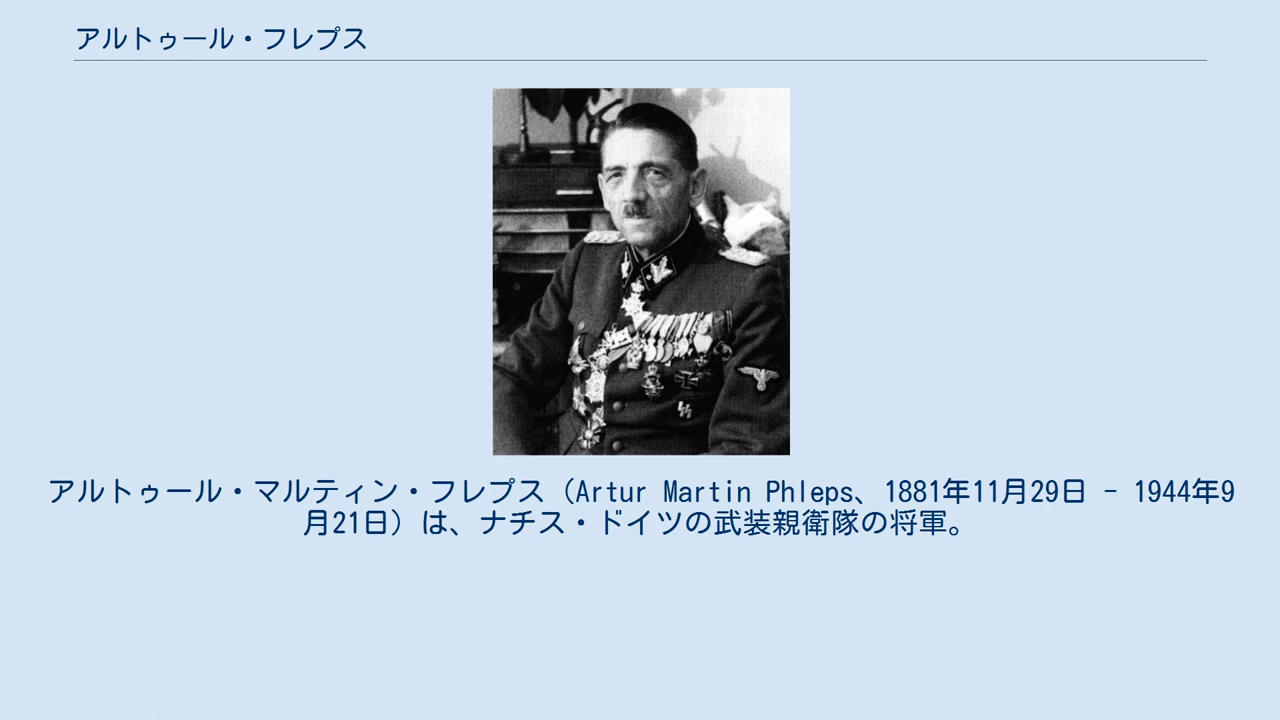 アルトゥール・フレプス
アルトゥール・マルティン・フレプス（Artur Martin Phleps、1881年11月29日 - 1944年9
月21日）は、ナチス・ドイツの武装親衛隊の将軍。